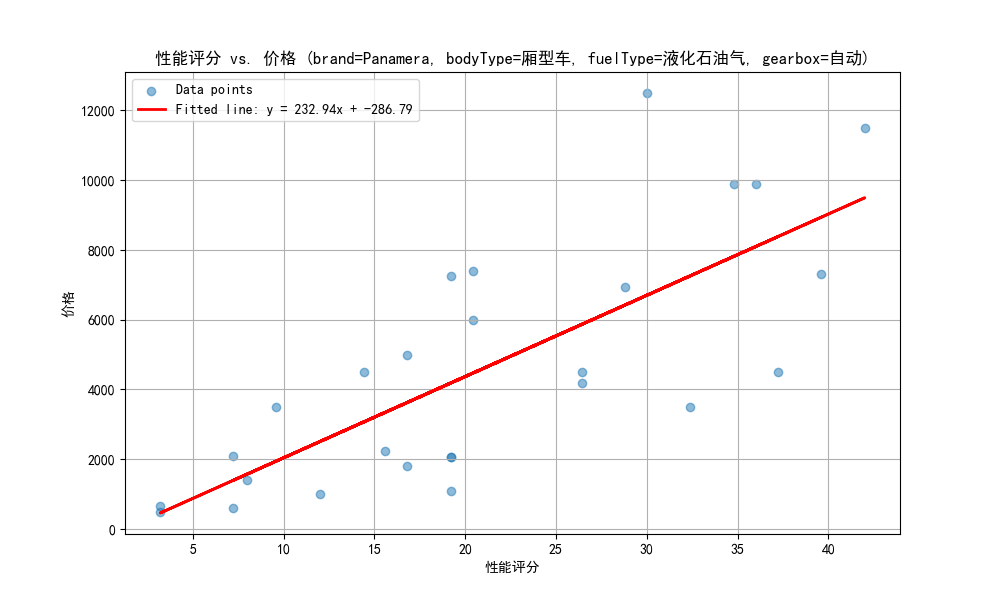 性能评分 vs. 价格 (brand=Panamera, bodyType=厢型车, fuelType=液化石油气, gearbox=自动)
Data points
Fitted line: y = 232.94x + -286.79
12000
10000
8000
6000
4000
2000
0
价格
5 10 15 20 25 30 35 40
性能评分